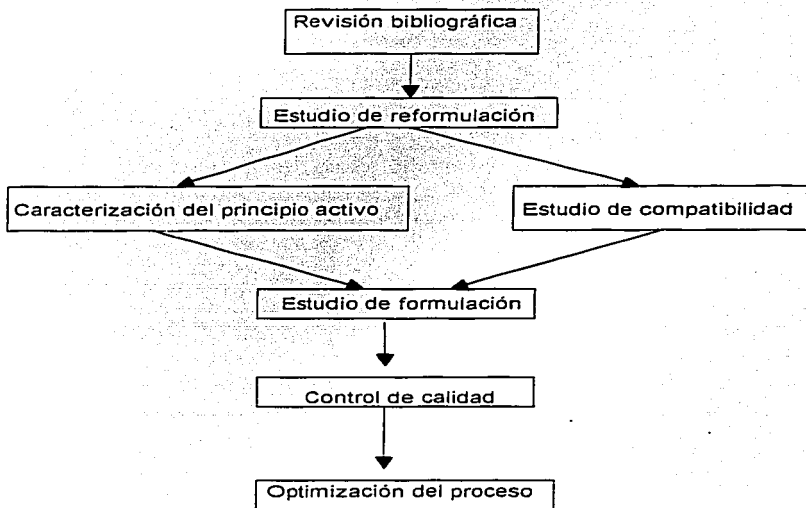 Revisión bibliográfica
Estudio de reformulación
Caracterización del principio activo
Estudio de compatibilidad
Estudio de formulación
Control de calidad
Optimización del proceso